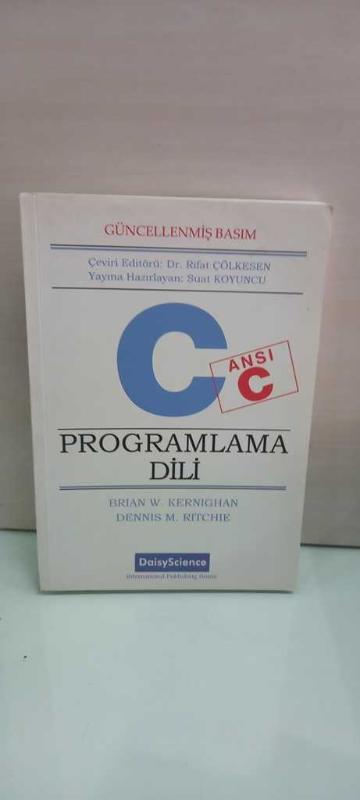 GÜNCELLENMİŞ BASIM
Çeviri Editörü: Dr. Rifat ÇÖLKESEN
Yayına Hazırlayan: Suat KOYUNCU
C
ANSI
C
PROGRAMLAMA
DİLİ
BRIAN W. KERNIGHAN
DENNIS M. RITCHIE
DaisyScience
International Publishing House